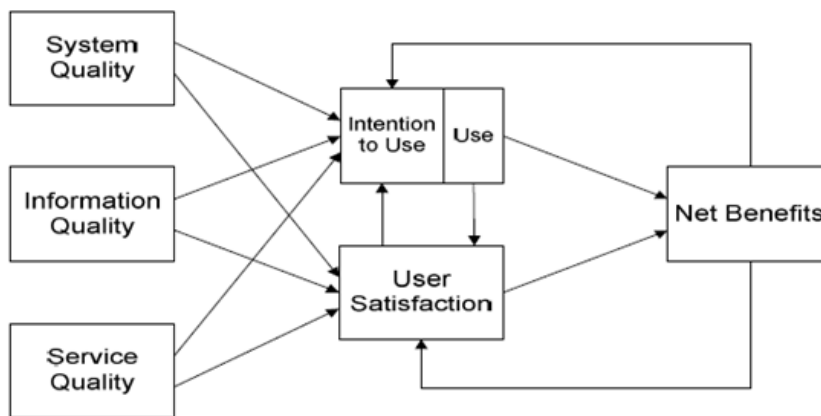 System
Quality
Intention
to Use
Use
Information
Quality
Net Benefits
User
Satisfaction
Service
Quality